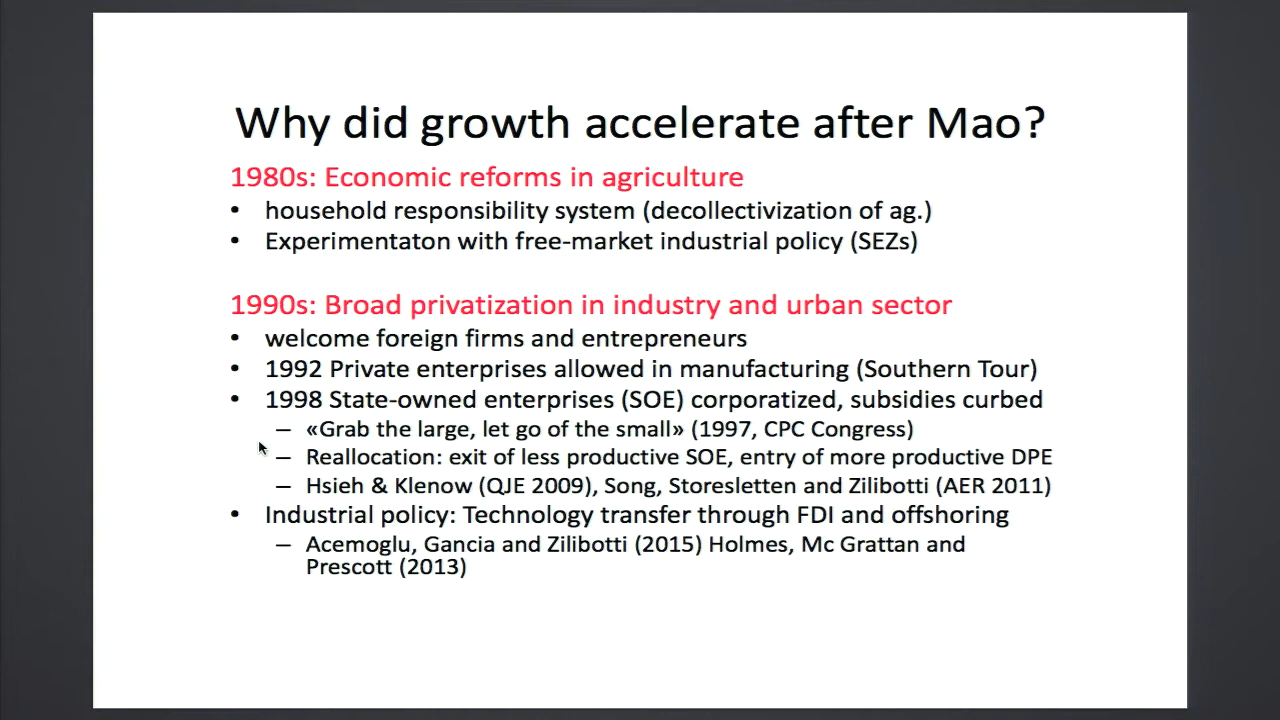 Why did growth accelerate after Mao?
1980s: Economic reforms in agriculture
• household responsibility system (decollectivization of ag.)
• Experimentaton with free-market industrial policy (SEZs)
1990s: Broad privatization in industry and urban sector
• welcome foreign firms and entrepreneurs
• 1992 Private enterprises allowed in manufacturing (Southern Tour)
• 1998 State-owned enterprises (SOE) corporatized, subsidies curbed
– «Grab the large, let go of the small» (1997, CPC Congress)
– Reallocation: exit of less productive SOE, entry of more productive DPE
– Hsieh & Klenow (QJE 2009), Song, Storesletten and Zilibotti (AER 2011)
• Industrial policy: Technology transfer through FDI and offshoring
– Acemoglu, Gancia and Zilibotti (2015) Holmes, Mc Grattan and
Prescott (2013)